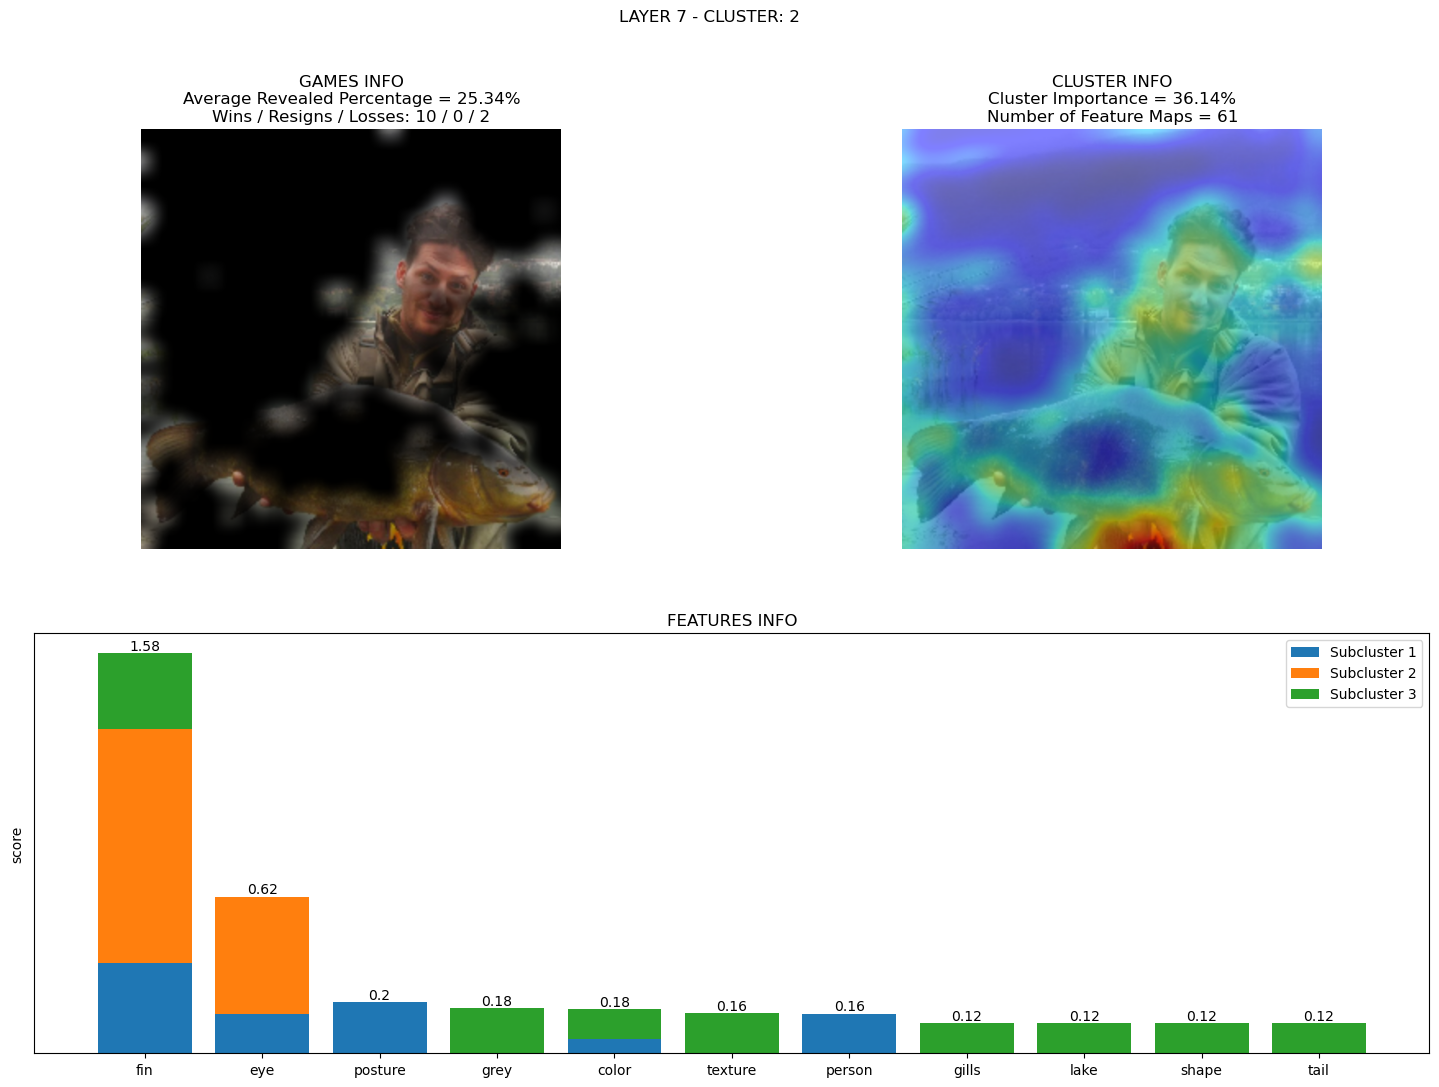 LAYER 7 - CLUSTER: 2
GAMES INFO
Average Revealed Percentage = 25.34%
Wins / Resigns / Losses: 10 / 0 / 2
CLUSTER INFO
Cluster Importance = 36.14%
Number of Feature Maps = 61
FEATURES INFO
score
1.58
0.62
0.2
0.18
0.18
0.16
0.16
0.12
0.12
0.12
0.12
Subcluster 1
Subcluster 2
Subcluster 3
fin
eye
posture
grey
color
texture
person
gills
lake
shape
tail